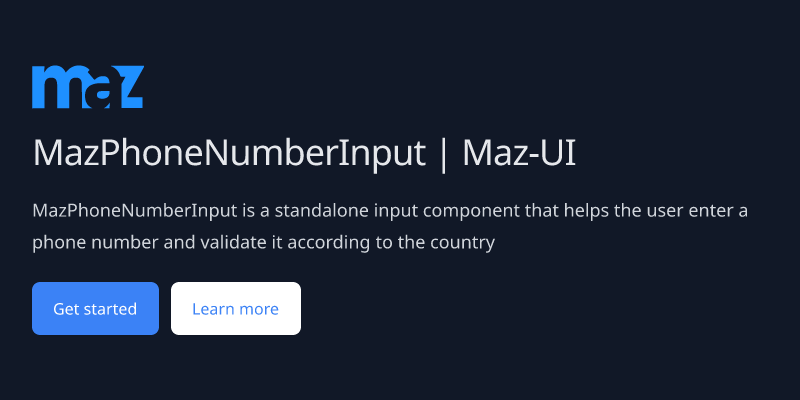 maz
MazPhoneNumberInput | Maz-UI
MazPhoneNumberInput is a standalone input component that helps the user enter a
phone number and validate it according to the country
Get started
Learn more